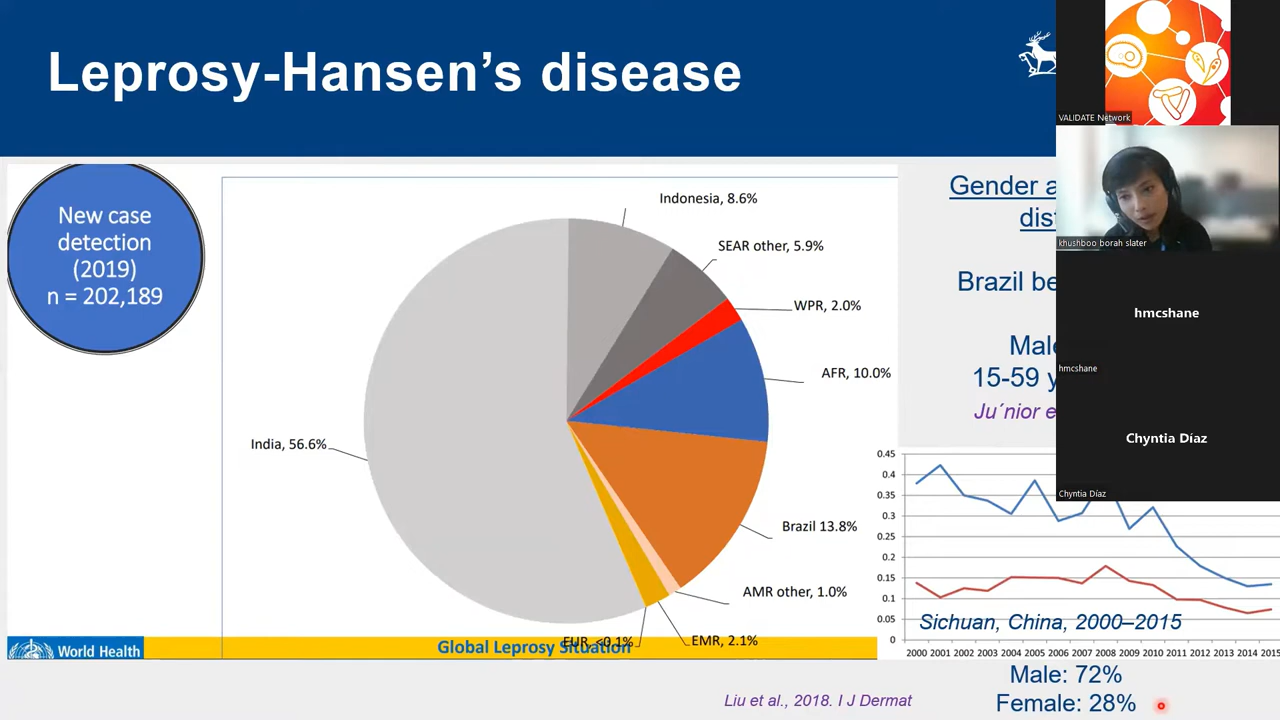 Leprosy-Hansen's disease
New case
detection
(2019)
n = 202,189
Indonesia, 8.6%
SEAR other, 5.9%
WPR, 2.0%
AFR, 10.0%
India, 56.6%
Brazil 13.8%
AMR other, 1.0%
EMR, 2.1%
EUR, <0.1%
World Health
Global Leprosy Situation
Gender a
dis
Brazil be
Male
15-59 y
Ju´nior e
VALIDATE Network
khushboo borah slater
hmcshane
hmcshane
Chyntia Díaz
Chyntia Díaz
0.45
0.4
0.35
0.3
0.25
0.2
0.15
0.1
0.05
0
Sichuan, China, 2000–2015
2000 2001 2002 2003 2004 2005 2006 2007 2008 2009 2010 2011 2012 2013 2014 2015
Male: 72%
Female: 28%
Liu et al., 2018. I J Dermat